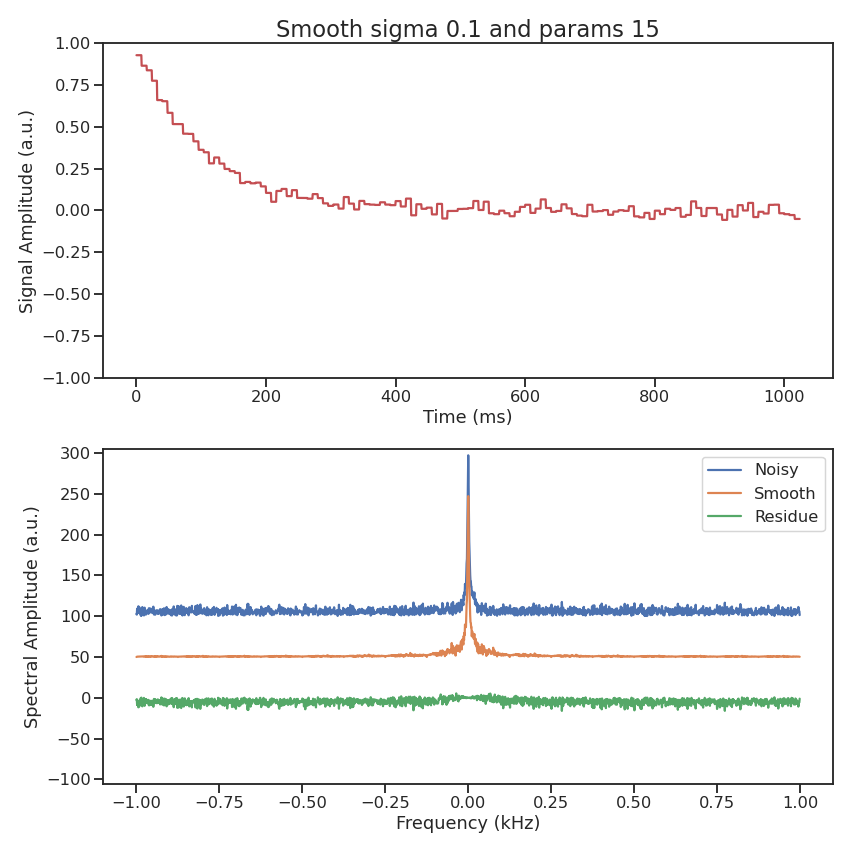 Smooth sigma 0.1 and params 15
1.00
0.75
0.50
0.25
0.00
−0.25
−0.50
−0.75
−1.00
Signal Amplitude (a.u.)
0 200 400 600 800 1000
Time (ms)
300
250
200
150
100
50
0
−50
−100
Spectral Amplitude (a.u.)
Noisy
Smooth
Residue
−1.00 −0.75 −0.50 −0.25 0.00 0.25 0.50 0.75 1.00
Frequency (kHz)